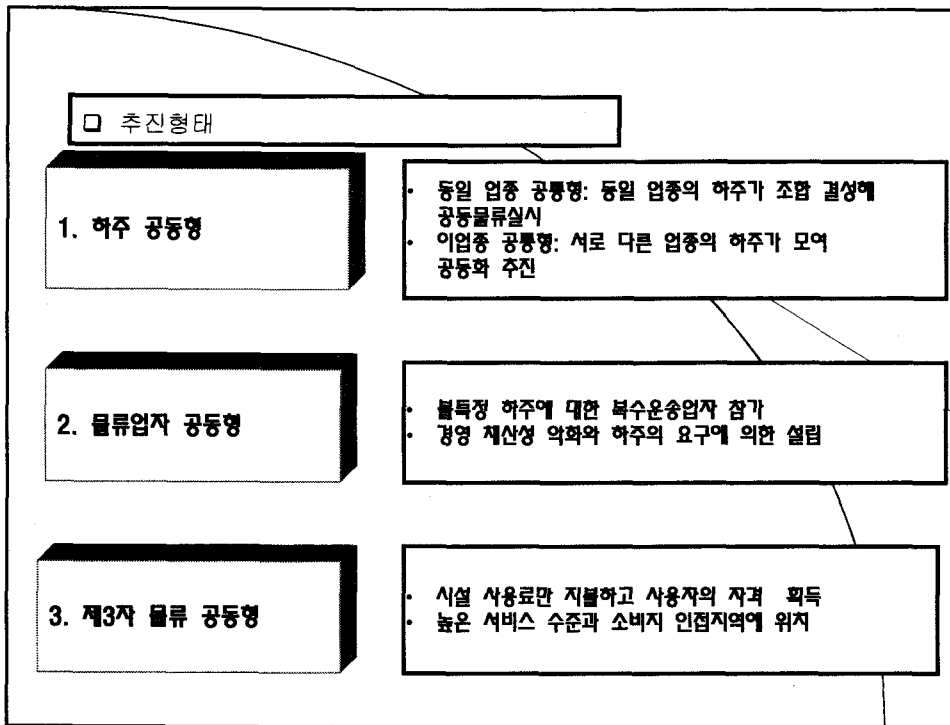 □ 추진형태
1. 하주 공동형
· 동일 업종 공통형: 동일 업종의 하주가 조합 결성해
공동물류실시
· 이업종 공통형: 서로 다른 업종의 하주가 모여
공동화 추진
2. 물류업자 공동형
· 불특정 하주에 대한 복수운송업자 참가
· 경영 채산성 악화와 하주의 요구에 의한 설립
3. 제3자 물류 공동형
· 시설 사용료만 지불하고 사용자의 자격 획득
· 높은 서비스 수준과 소비지 인접지역에 위치